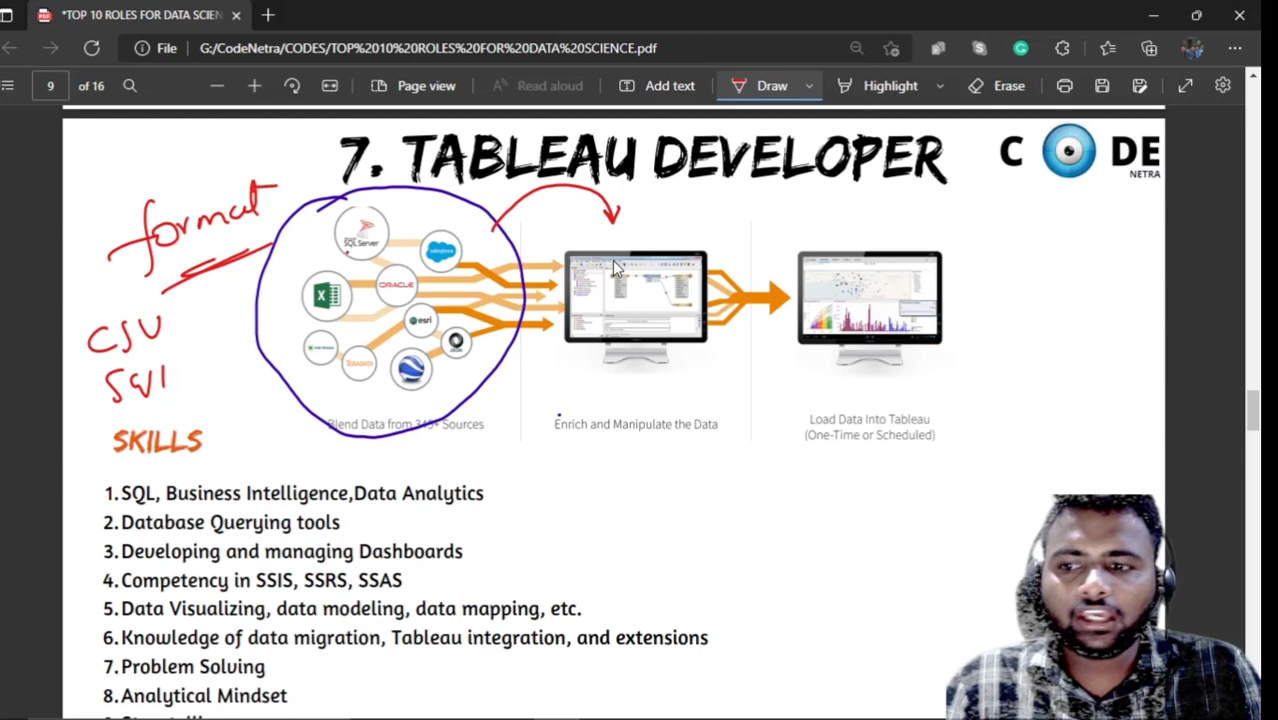 *TOP 10 ROLES FOR DATA SCIEN
File G:/CodeNetra/CODES/TOP%2010%20ROLES%20FOR%20DATA%20SCIENCE.pdf
9 of 16 Page view Read aloud Add text Draw Highlight Erase
7. TABLEAU DEVELOPER
C DE
NETRA
format
SQL Server
salesforce
ORACLE
esri
JSON
TERADATA
CSV
SQl
Blend Data from 345+ Sources
Enrich and Manipulate the Data
Load Data Into Tableau
(One-Time or Scheduled)
SKILLS
1. SQL, Business Intelligence,Data Analytics
2. Database Querying tools
3. Developing and managing Dashboards
4. Competency in SSIS, SSRS, SSAS
5. Data Visualizing, data modeling, data mapping, etc.
6. Knowledge of data migration, Tableau integration, and extensions
7. Problem Solving
8. Analytical Mindset